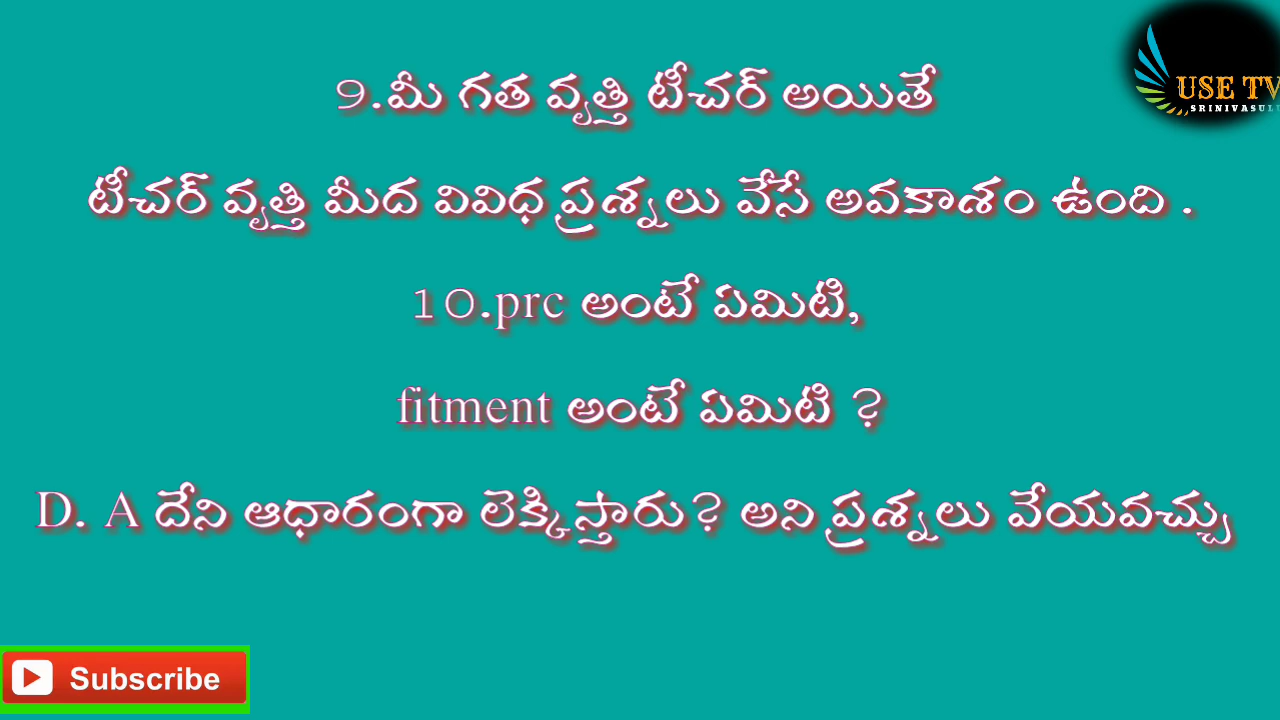 9.మీ గత వృత్తి టీచర్ అయితే
టీచర్ వృత్తి మీద వివిధ ప్రశ్నలు వేసే అవకాశం ఉంది .
10.prc అంటే ఏమిటి,
fitment అంటే ఏమిటి ?
D. A దేని ఆధారంగా లెక్కిస్తారు? అని ప్రశ్నలు వేయవచ్చు
USE TV
SRINIVASULU
Subscribe